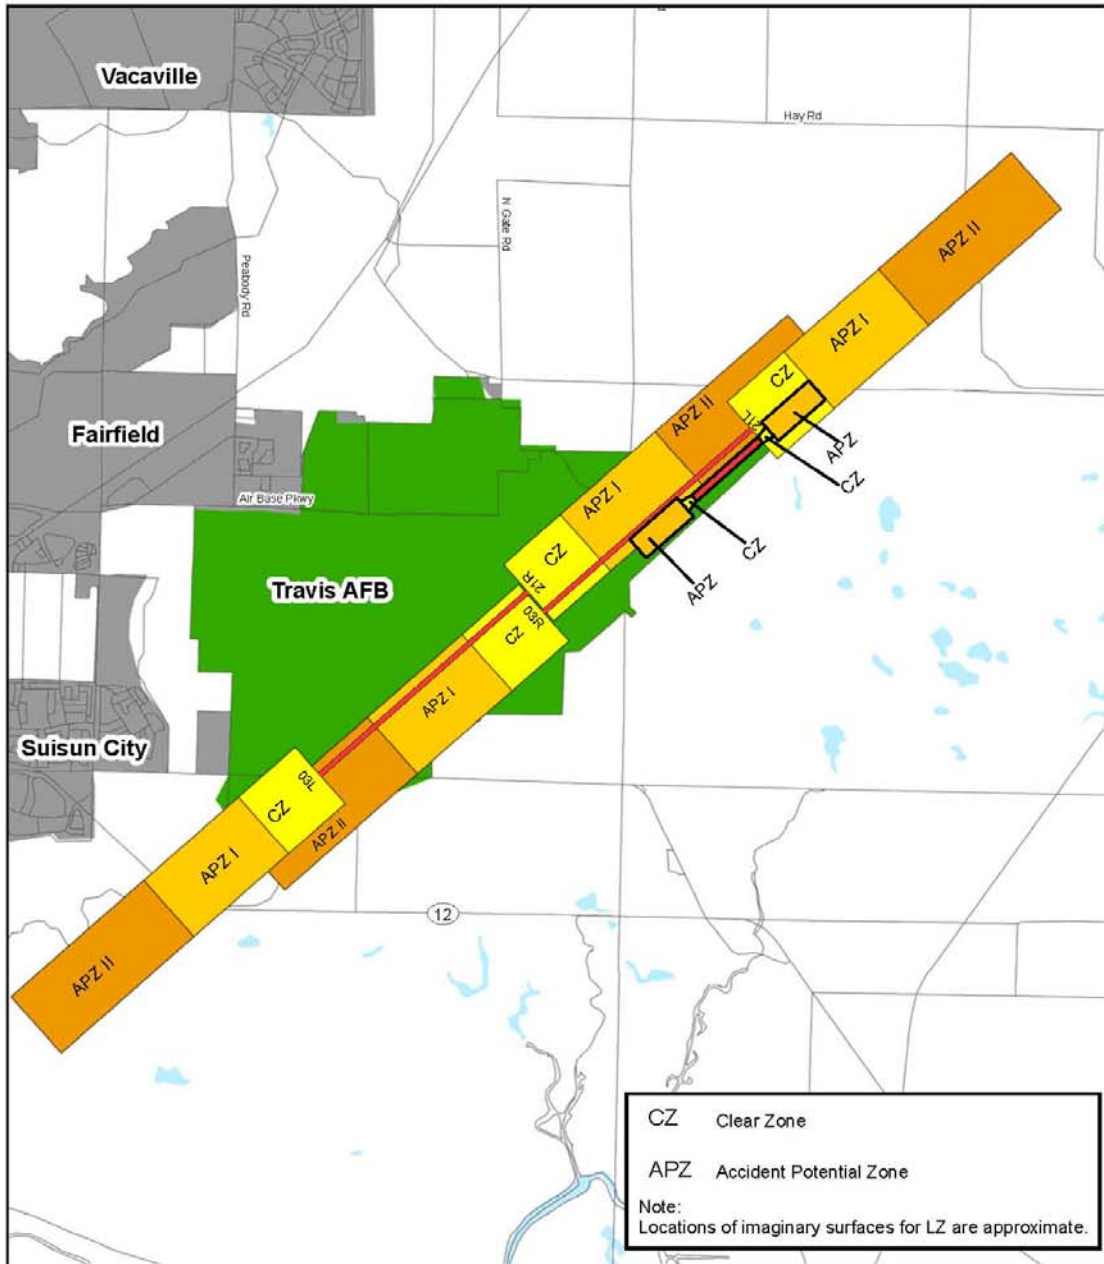 Vacaville
Hay Rd
N Gate Rd
Peabody Rd
APZ II
APZ I
CZ
APZ II
21L
APZ
CZ
Fairfield
APZ I
Air Base Pkwy
CZ
APZ
CZ
21R
Travis AFB
03R
CZ
APZ I
Suisun City
03L
CZ
APZ II
APZ I
12
APZ II
CZ Clear Zone
APZ Accident Potential Zone
Note:
Locations of imaginary surfaces for LZ are approximate.